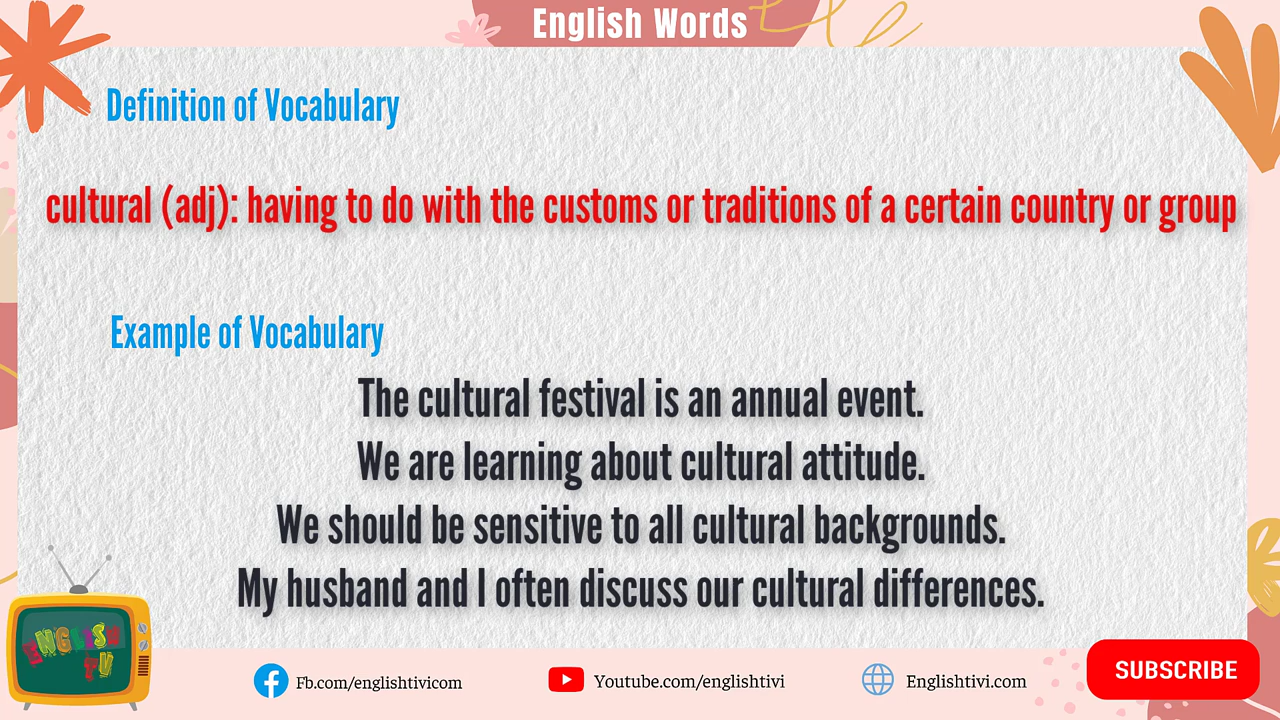 English Words
Definition of Vocabulary
cultural (adj): having to do with the customs or traditions of a certain country or group
Example of Vocabulary
The cultural festival is an annual event.
We are learning about cultural attitude.
We should be sensitive to all cultural backgrounds.
My husband and I often discuss our cultural differences.
ENGLISH
TV
Fb.com/englishtivicom
Youtube.com/englishtivi
Englishtivi.com
SUBSCRIBE